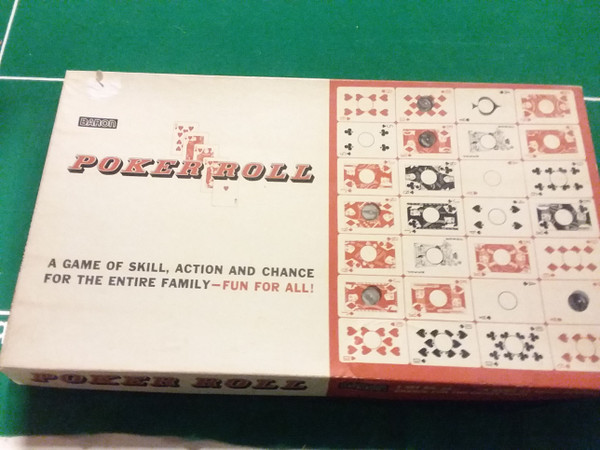 BARON
POKER ROLL
A GAME OF SKILL, ACTION AND CHANCE
FOR THE ENTIRE FAMILY—FUN FOR ALL!
POKER ROLL